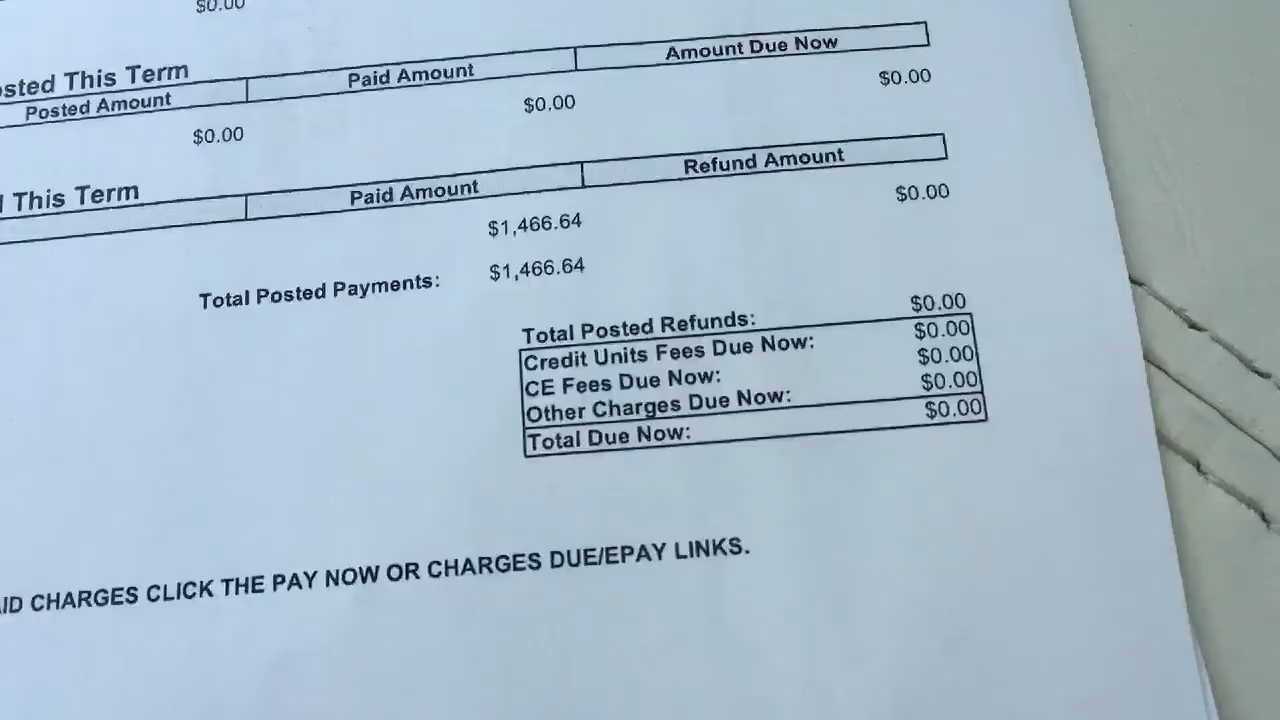 $0.00
Posted This Term
Posted Amount Paid Amount Amount Due Now
$0.00 $0.00 $0.00
This Term
Paid Amount Refund Amount
$1,466.64 $0.00
Total Posted Payments: $1,466.64
Total Posted Refunds: $0.00
Credit Units Fees Due Now: $0.00
CE Fees Due Now: $0.00
Other Charges Due Now: $0.00
Total Due Now: $0.00
CHARGES CLICK THE PAY NOW OR CHARGES DUE/EPAY LINKS.